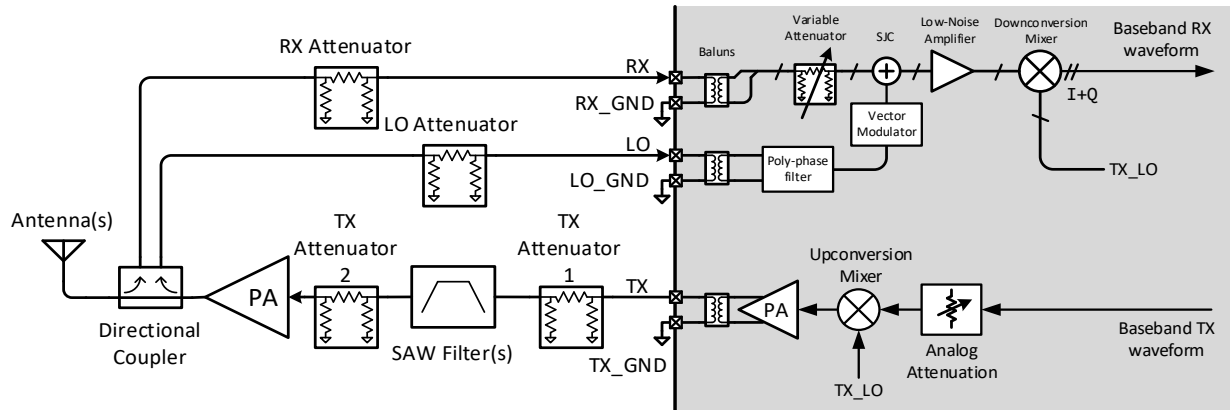 RX Attenuator
RX
RX_GND
LO Attenuator
LO
LO_GND
Antenna(s)
Directional
Coupler
PA
TX
Attenuator
2
SAW Filter(s)
TX
Attenuator
1
TX
TX_GND
Baluns
Variable
Attenuator
SJC
Low-Noise
Amplifier
Downconversion
Mixer
Baseband RX
waveform
I+Q
Vector
Modulator
Poly-phase
filter
TX_LO
PA
Upconversion
Mixer
TX_LO
Analog
Attenuation
Baseband TX
waveform